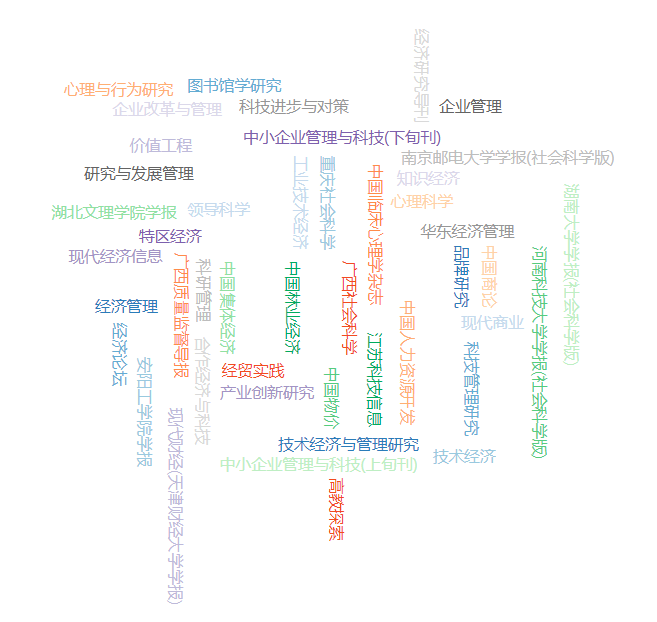 经济研究导刊
心理与行为研究
图书馆学研究
企业改革与管理
科技进步与对策
企业管理
价值工程
中小企业管理与科技(下旬刊)
南京邮电大学学报(社会科学版)
研究与发展管理
工业技术经济
重庆社会科学
中国临床心理学杂志
知识经济
湖南大学学报(社会科学版)
湖北文理学院学报
领导科学
心理科学
特区经济
华东经济管理
现代经济信息
广西质量监督导报
科研管理
中国集体经济
中国林业经济
广西社会科学
品牌研究
中国商论
河南科技大学学报(社会科学版)
经济管理
中国人力资源开发
现代商业
经济论坛
安阳工学院学报
合作经济与科技
江苏科技信息
科技管理研究
经贸实践
中国物价
产业创新研究
现代财经(天津财经大学学报)
技术经济与管理研究
中小企业管理与科技(上旬刊)
技术经济
高教探索